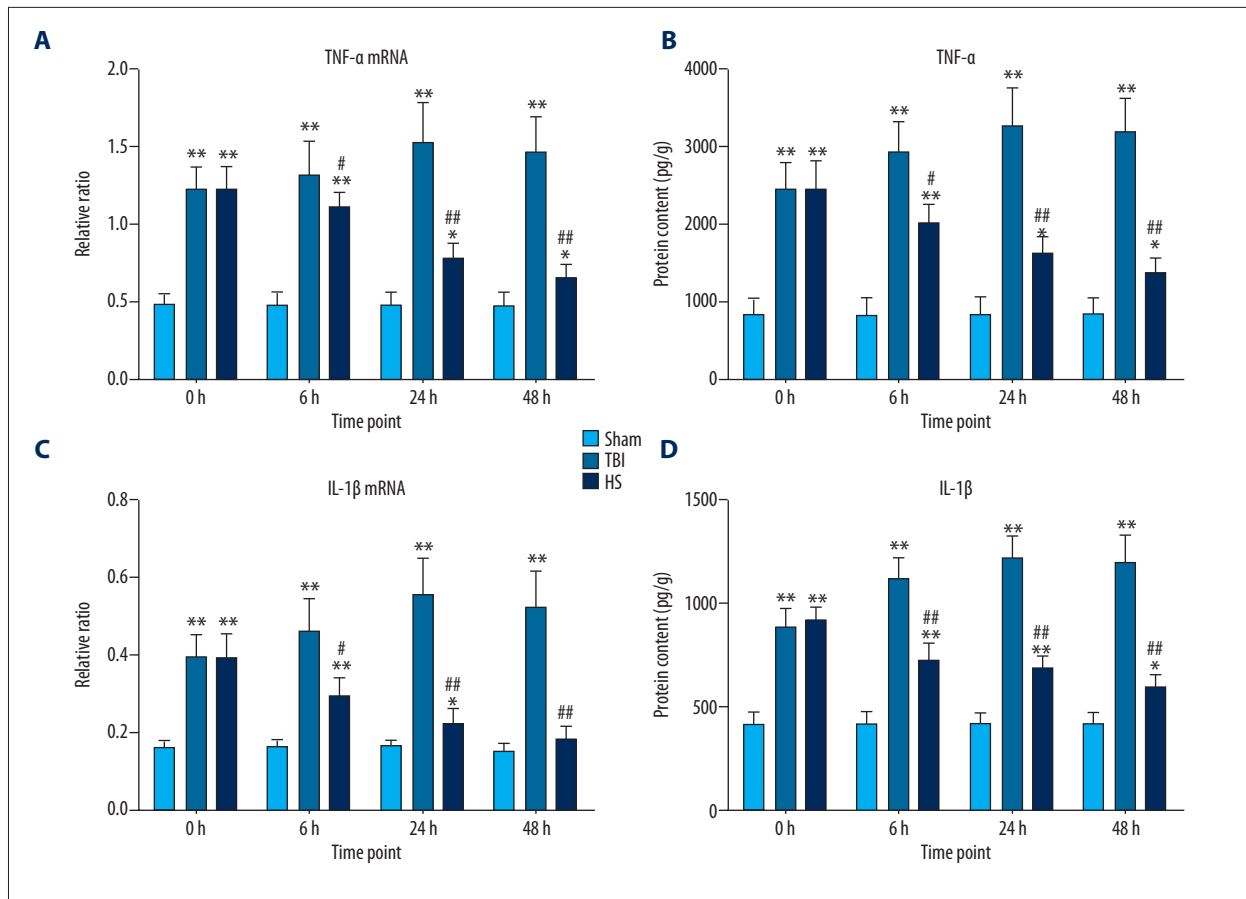 A
TNF-α mRNA
Relative ratio
2.0
1.5
1.0
0.5
0.0
** ** ** # ** ** ## * ** ## *
0 h 6 h 24 h 48 h
Time point
B
TNF-α
Protein content (pg/g)
4000
3000
2000
1000
0
** ** ** # ** ** ## * ** ## *
0 h 6 h 24 h 48 h
Time point
Sham
TBI
HS
C
IL-1β mRNA
Relative ratio
0.8
0.6
0.4
0.2
0.0
** ** ** # ** ** ## * ** ##
0 h 6 h 24 h 48 h
Time point
D
IL-1β
Protein content (pg/g)
1500
1000
500
0
** ** ** ## ** ** ## ** ** ## *
0 h 6 h 24 h 48 h
Time point